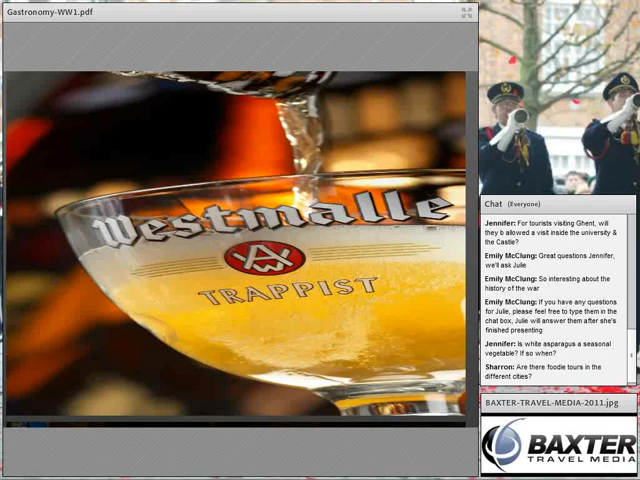 Gastronomy-WW1.pdf
Westmalle
TRAPPIST
Chat (Everyone)
Jennifer: For tourists visiting Ghent, will
they b allowed a visit inside the university &
the Castle?
Emily McClung: Great questions Jennifer,
we'll ask Julie
Emily McClung: So interesting about the
history of the war
Emily McClung: If you have any questions
for Julie, please feel free to type them in the
chat box, Julie will answer them after she's
finished presenting
Jennifer: Is white asparagus a seasonal
vegetable? If so when?
Sharron: Are there foodie tours in the
different cities?
BAXTER-TRAVEL-MEDIA-2011.jpg
BAXTER
TRAVEL MEDIA